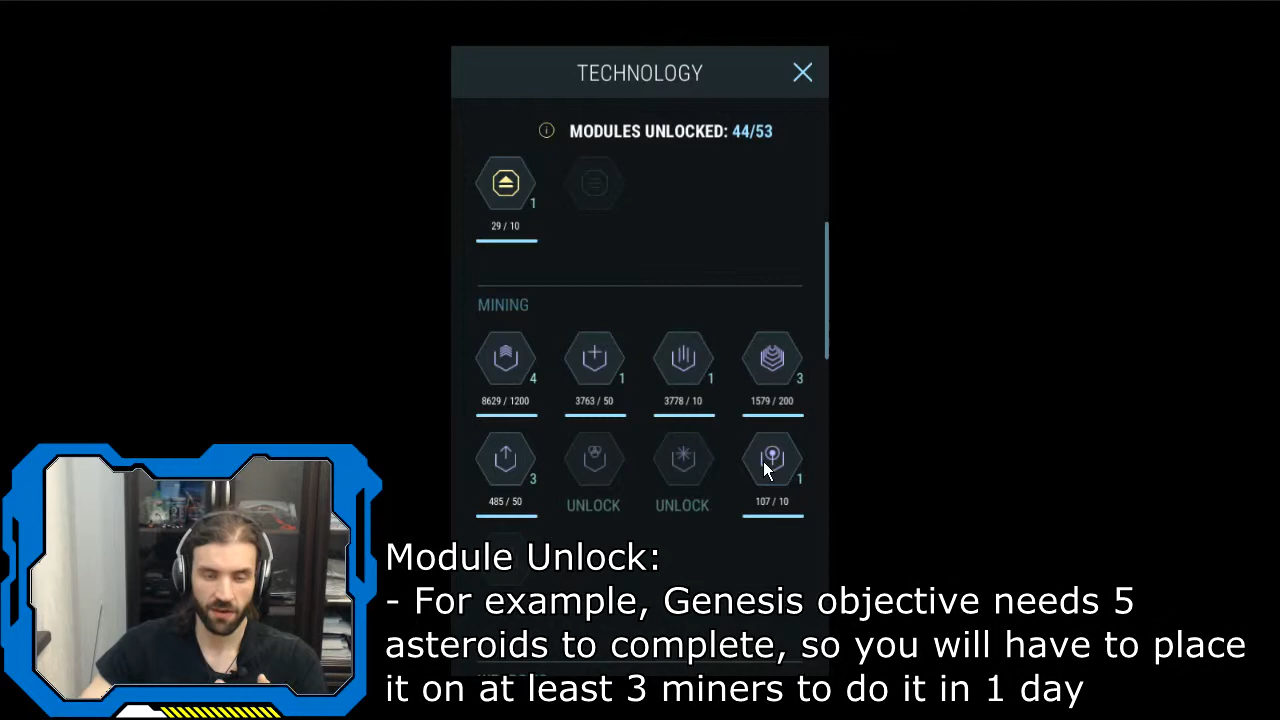 TECHNOLOGY
MODULES UNLOCKED: 44/53
1
29 / 10
MINING
4 1 1 3
8629 / 1200 3763 / 50 3778 / 10 1579 / 200
3 1
485 / 50 UNLOCK UNLOCK 107 / 10
Module Unlock:
- For example, Genesis objective needs 5
asteroids to complete, so you will have to place
it on at least 3 miners to do it in 1 day